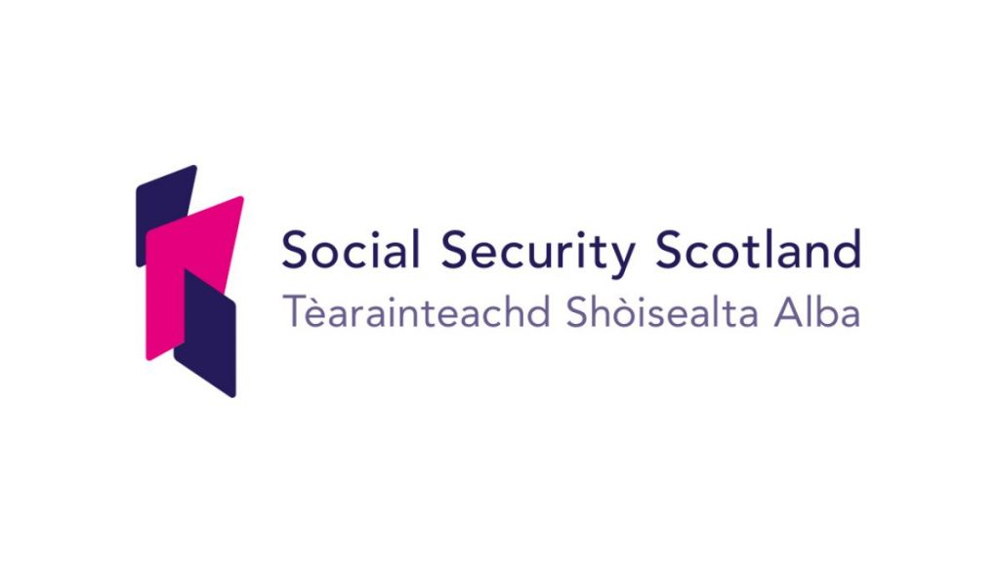 Social Security Scotland
Tèarainteachd Shòisealta Alba